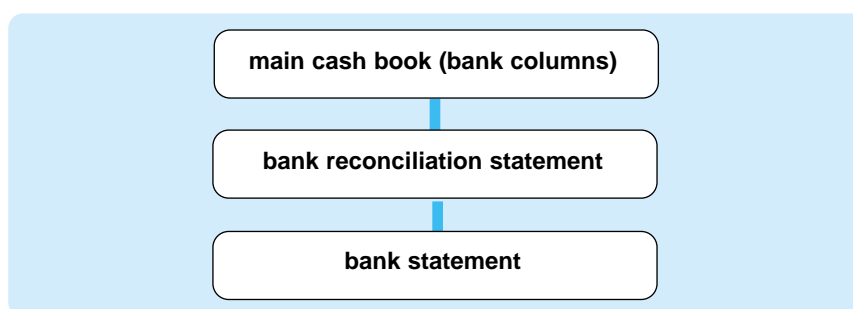 main cash book (bank columns)
bank reconciliation statement
bank statement